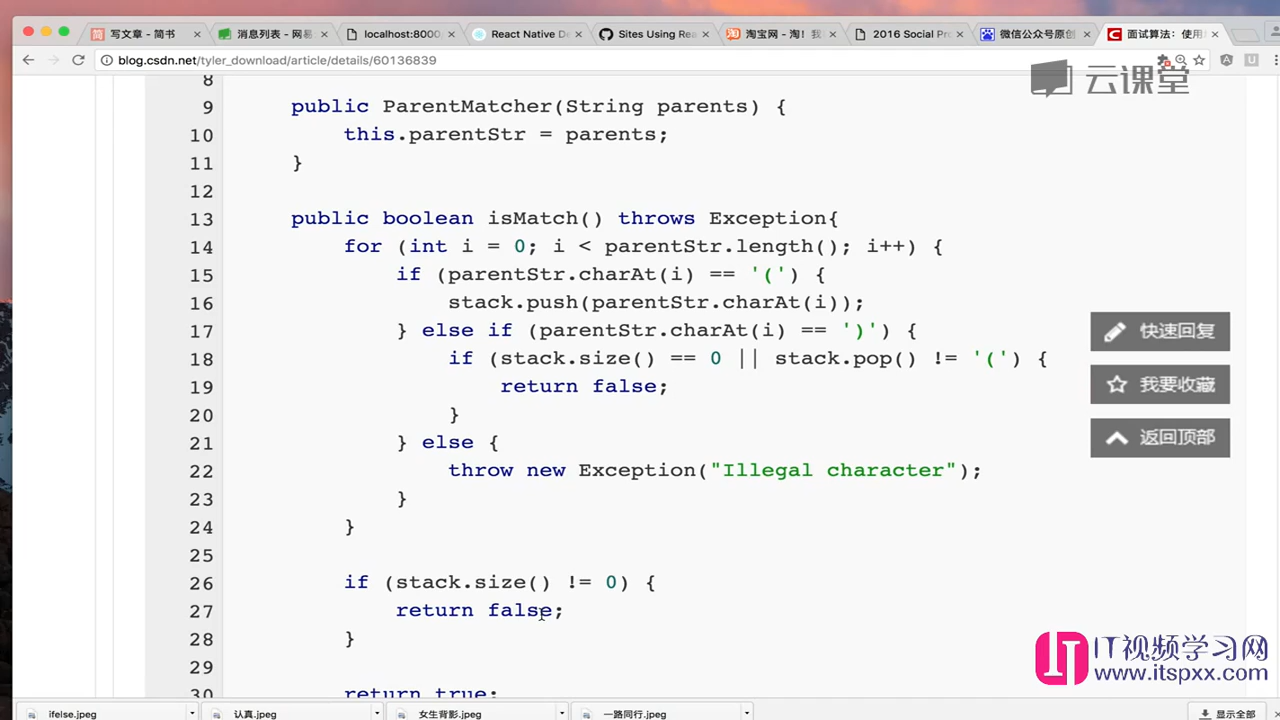 写文章 - 简书
消息列表 - 网易
localhost:8000
React Native De
Sites Using Rea
淘宝网 - 淘！我
2016 Social Pro
微信公众号原创
面试算法：使用
blog.csdn.net/tyler_download/article/details/60136839
云课堂
8
9 public ParentMatcher(String parents) {
10 this.parentStr = parents;
11 }
12
13 public boolean isMatch() throws Exception{
14 for (int i = 0; i < parentStr.length(); i++) {
15 if (parentStr.charAt(i) == '(') {
16 stack.push(parentStr.charAt(i));
17 } else if (parentStr.charAt(i) == ')') {
18 if (stack.size() == 0 || stack.pop() != '(') {
19 return false;
20 }
21 } else {
22 throw new Exception("Illegal character");
23 }
24 }
25
26 if (stack.size() != 0) {
27 return false;
28 }
29
30 return true;
快速回复
我要收藏
返回顶部
IT视频学习网
www.itspxx.com
ifelse.jpeg
认真.jpeg
女生背影.jpeg
一路同行.jpeg
显示全部